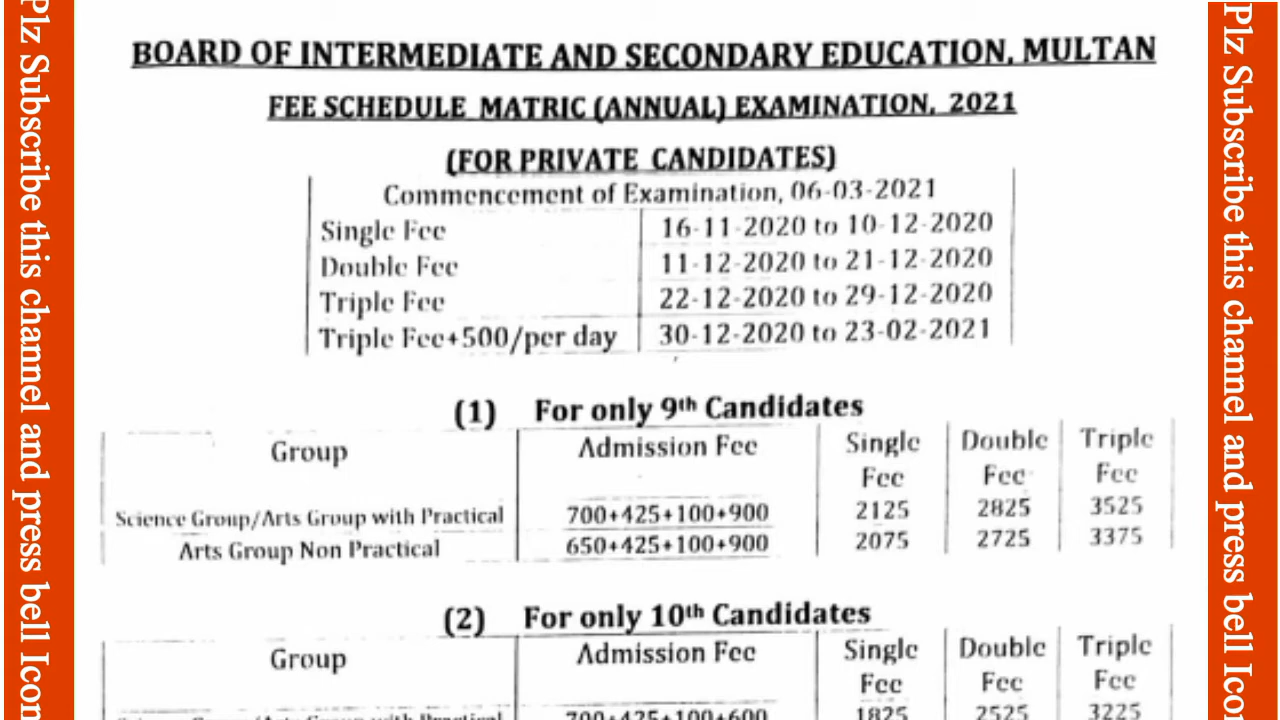 Plz Subscribe this channel and press bell Icon
BOARD OF INTERMEDIATE AND SECONDARY EDUCATION, MULTAN
FEE SCHEDULE MATRIC (ANNUAL) EXAMINATION, 2021
(FOR PRIVATE CANDIDATES)
Commencement of Examination, 06-03-2021
Single Fee 16-11-2020 to 10-12-2020
Double Fee 11-12-2020 to 21-12-2020
Triple Fee 22-12-2020 to 29-12-2020
Triple Fee+500/per day 30-12-2020 to 23-02-2021
(1) For only 9th Candidates
Group Admission Fee Single Fee Double Fee Triple Fee
Science Group/Arts Group with Practical 700+425+100+900 2125 2825 3525
Arts Group Non Practical 650+425+100+900 2075 2725 3375
(2) For only 10th Candidates
Group Admission Fee Single Fee Double Fee Triple Fee
Science Group/Arts Group with Practical 700+425+100+600 1825 2525 3225
Plz Subscribe this channel and press bell Icon